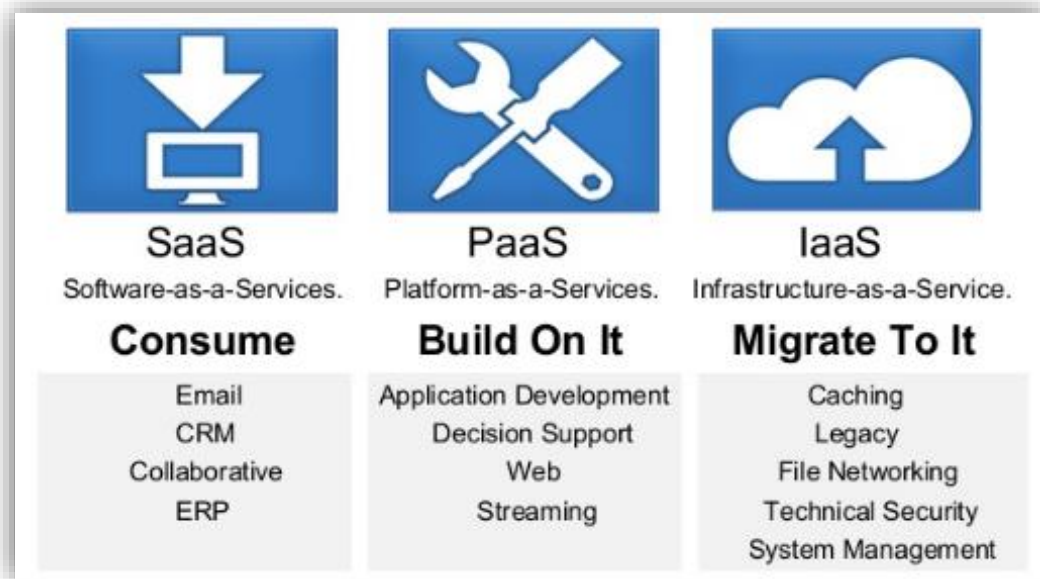 SaaS
Software-as-a-Services.
Consume
Email
CRM
Collaborative
ERP
PaaS
Platform-as-a-Services.
Build On It
Application Development
Decision Support
Web
Streaming
IaaS
Infrastructure-as-a-Service.
Migrate To It
Caching
Legacy
File Networking
Technical Security
System Management